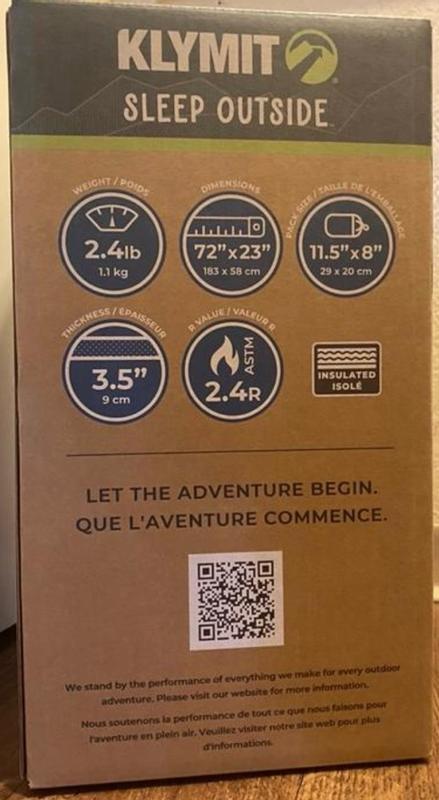 KLYMIT
SLEEP OUTSIDE
WEIGHT / POIDS
2.4lb
1.1 kg
DIMENSIONS
72”x23”
183 x 58 cm
PACK SIZE / TAILLE DE L'EMBALLAGE
11.5”x8”
29 x 20 cm
THICKNESS / ÉPAISSEUR
3.5”
9 cm
R VALUE / VALEUR R
ASTM
2.4R
INSULATED
ISOLÉ
LET THE ADVENTURE BEGIN.
QUE L'AVENTURE COMMENCE.
We stand by the performance of everything we make for every outdoor
adventure. Please visit our website for more information.
Nous soutenons la performance de tout ce que nous faisons pour
l'aventure en plein air. Veuillez visiter notre site web pour plus
d'informations.